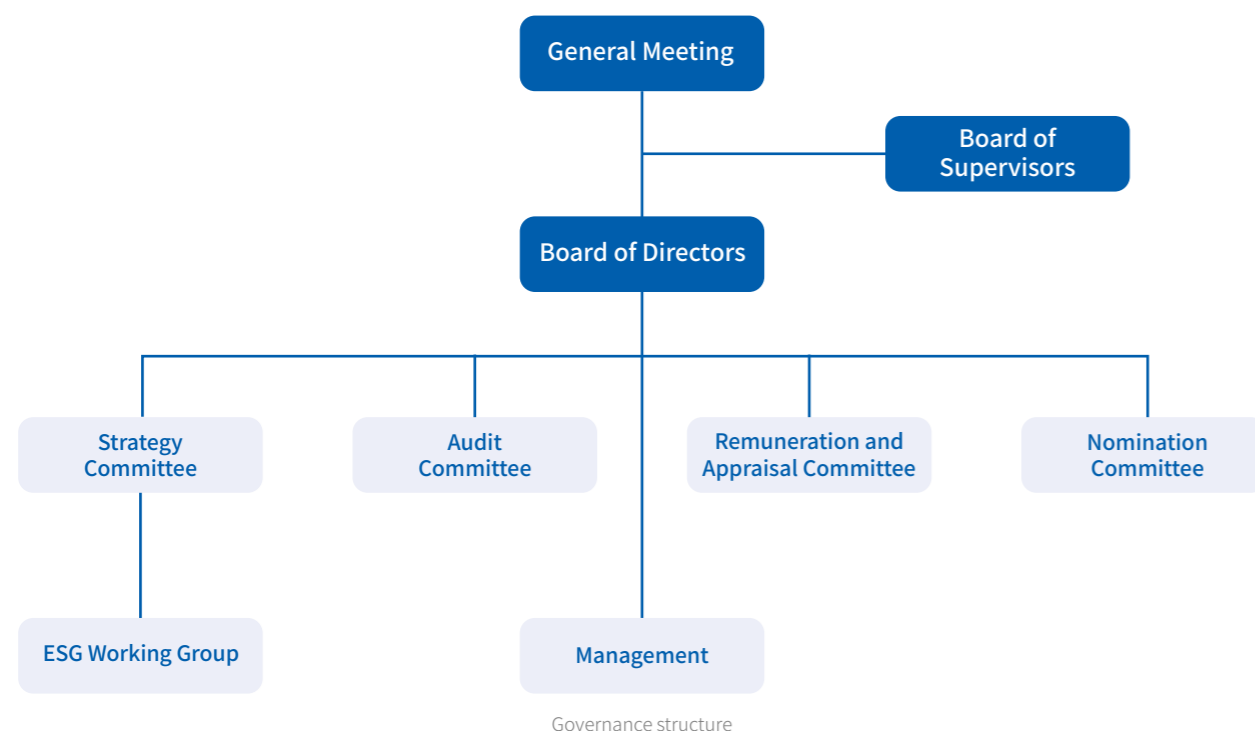 General Meeting
Board of
Supervisors
Board of Directors
Strategy
Committee
Audit
Committee
Remuneration and
Appraisal Committee
Nomination
Committee
ESG Working Group
Management
Governance structure